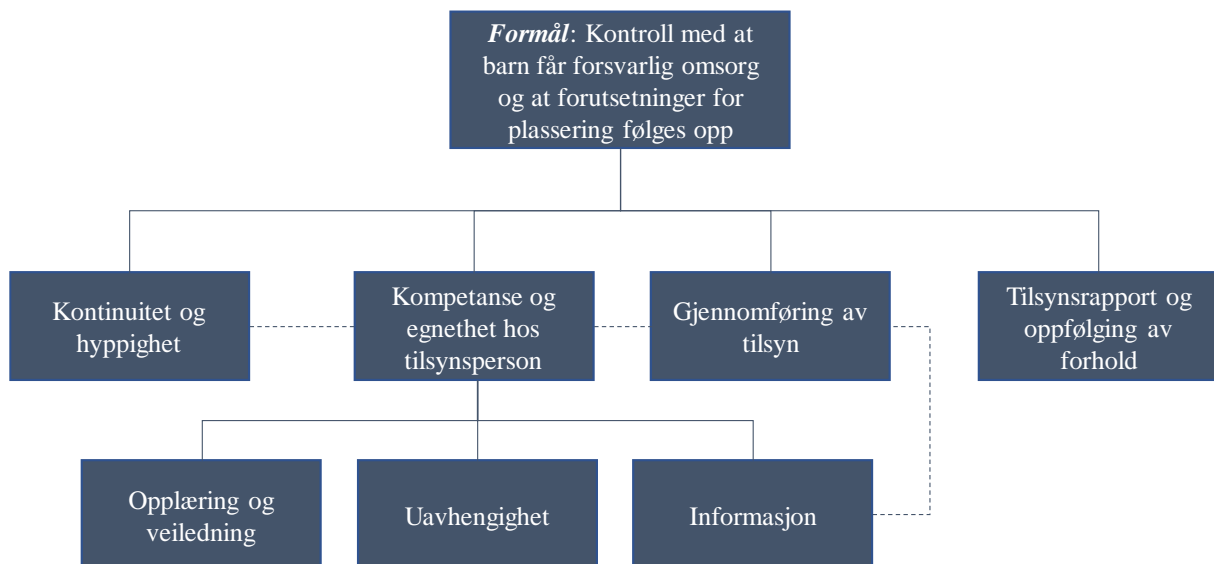 Formål: Kontroll med at
barn får forsvarlig omsorg
og at forutsetninger for
plassering følges opp
Kontinuitet og
hyppighet
Kompetanse og
egnethet hos
tilsynsperson
Gjennomføring av
tilsyn
Tilsynsrapport og
oppfølging av
forhold
Opplæring og
veiledning
Uavhengighet
Informasjon